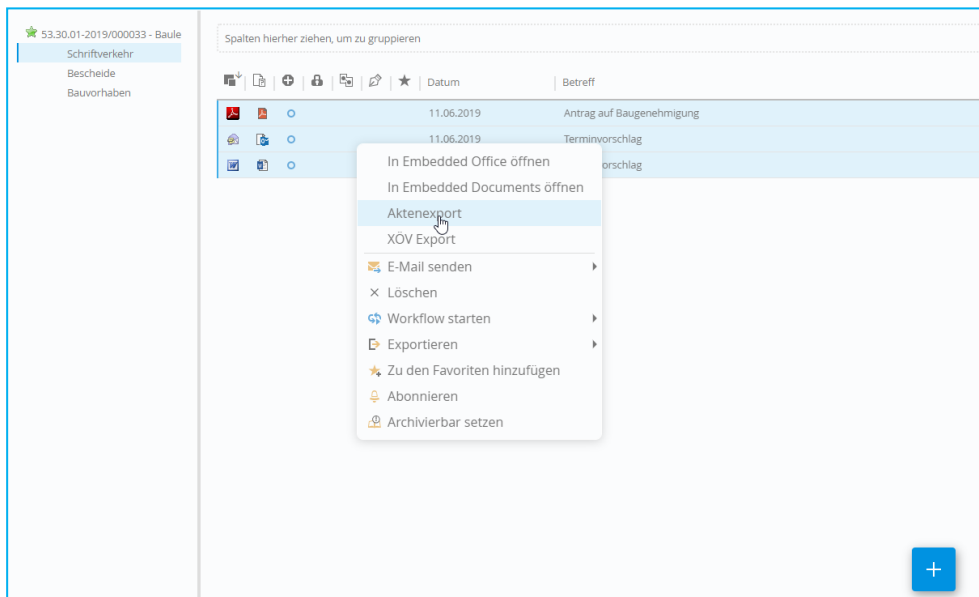 53.30.01-2019/000033 - Baule
Schriftverkehr
Bescheide
Bauvorhaben
Spalten hierher ziehen, um zu gruppieren
Datum
Betreff
11.06.2019 Antrag auf Baugenehmigung
11.06.2019 Terminvorschlag
orschlag
In Embedded Office öffnen
In Embedded Documents öffnen
Aktenexport
XÖV Export
E-Mail senden
Löschen
Workflow starten
Exportieren
Zu den Favoriten hinzufügen
Abonnieren
Archivierbar setzen